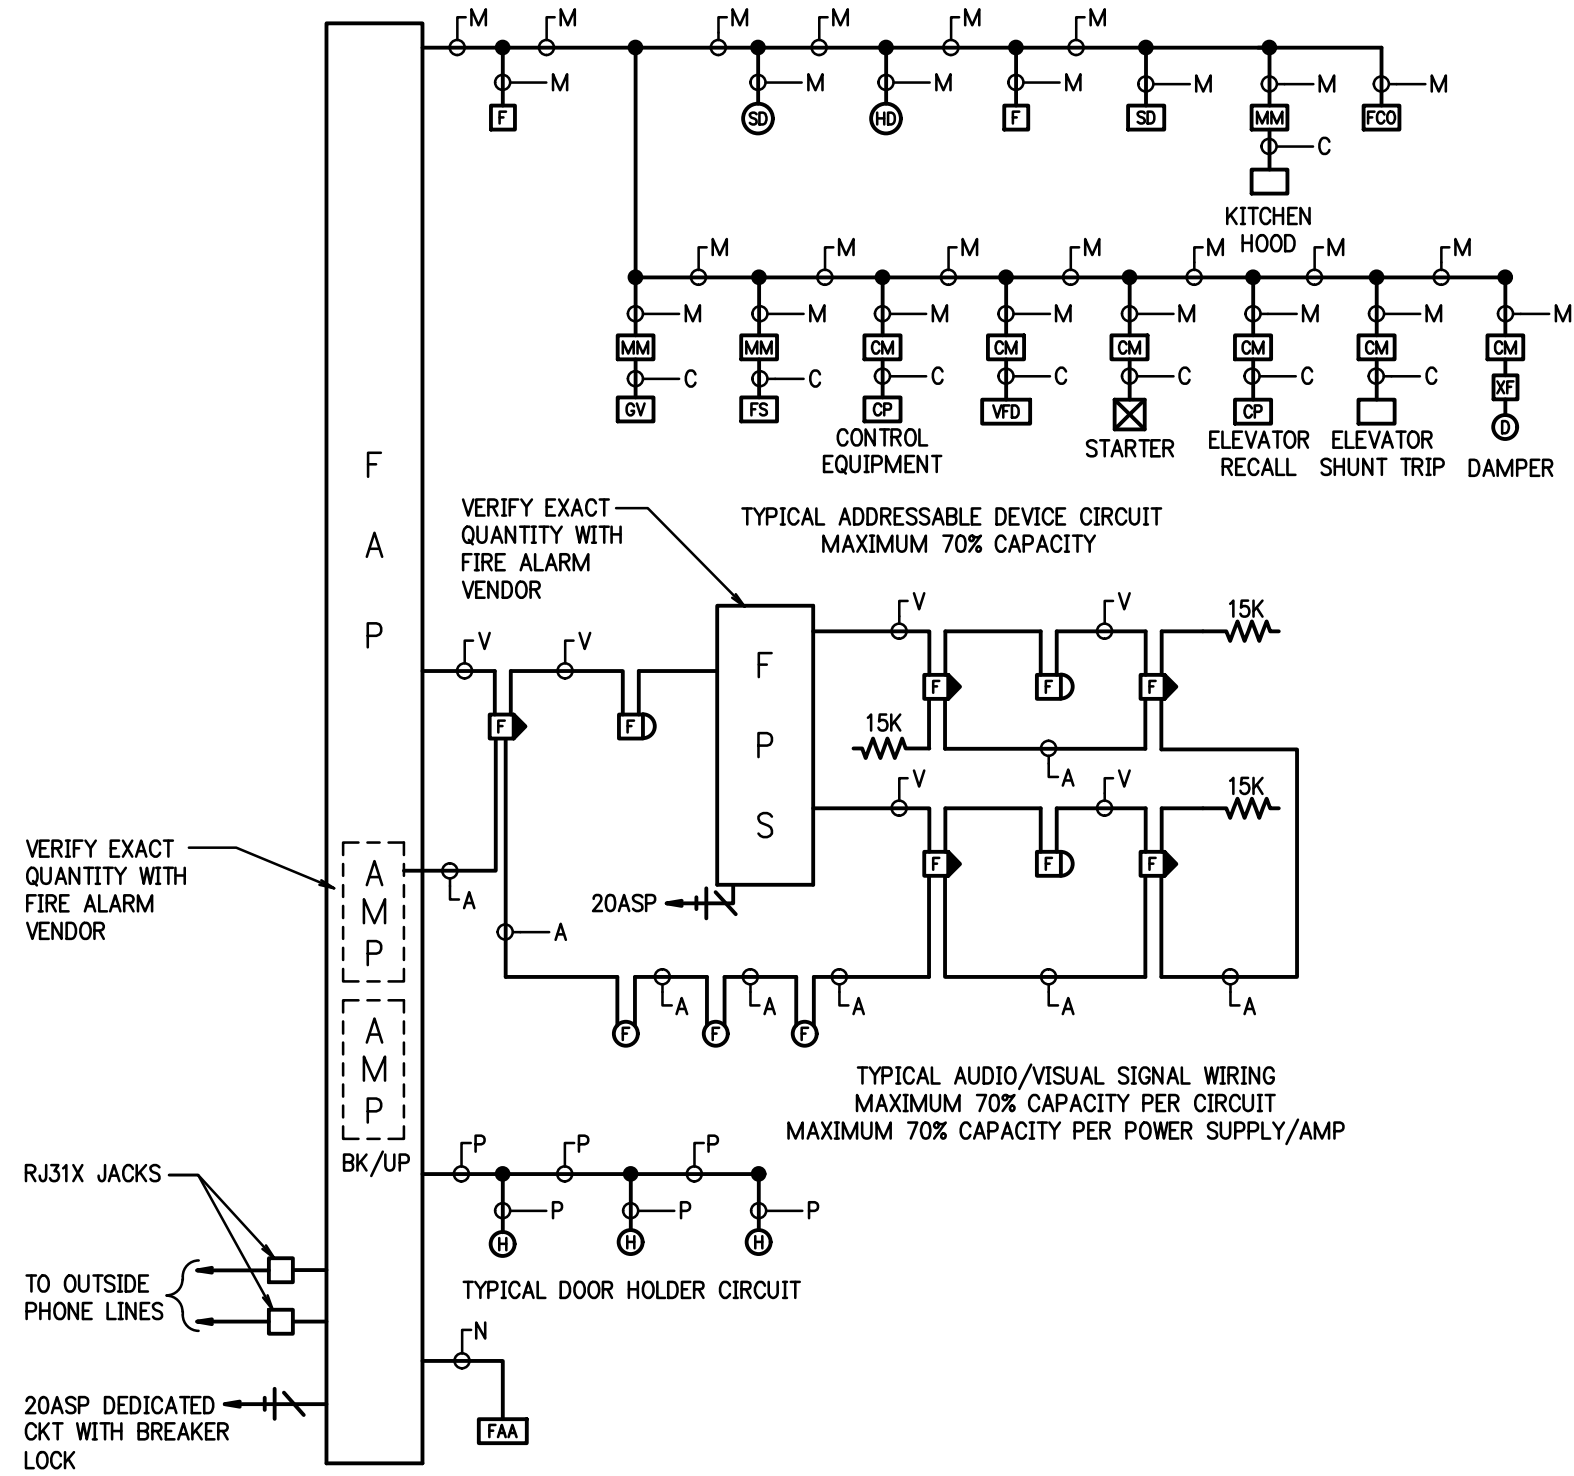 M M M M M M
M M M M M M M
F SD HD F SD MM FCO
C
KITCHEN
HOOD
M M M M M M M
M M M M M M M M
MM MM CM CM CM CM CM CM
C C C C C C C
XF
GV FS CP VFD CP D
CONTROL
EQUIPMENT
STARTER
ELEVATOR
RECALL
ELEVATOR
SHUNT TRIP
DAMPER
TYPICAL ADDRESSABLE DEVICE CIRCUIT
MAXIMUM 70% CAPACITY
F
A
P
VERIFY EXACT
QUANTITY WITH
FIRE ALARM
VENDOR
V V
F F
F
P
S
V V 15K
F F F
15K
A
V V 15K
F F F
20ASP
VERIFY EXACT
QUANTITY WITH
FIRE ALARM
VENDOR
A
M
P
A
A
A A A A A
F F F
A
M
P
BK/UP
TYPICAL AUDIO/VISUAL SIGNAL WIRING
MAXIMUM 70% CAPACITY PER CIRCUIT
MAXIMUM 70% CAPACITY PER POWER SUPPLY/AMP
P P P
P P P
H H H
TYPICAL DOOR HOLDER CIRCUIT
RJ31X JACKS
TO OUTSIDE
PHONE LINES
N
FAA
20ASP DEDICATED
CKT WITH BREAKER
LOCK